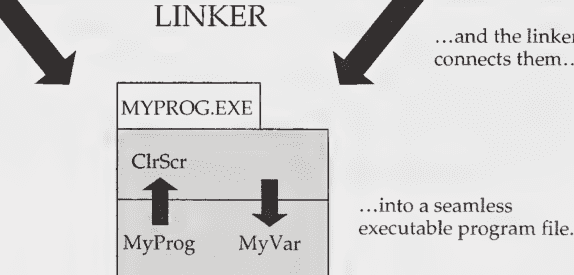 LINKER
...and the linker
connects them...
MYPROG.EXE
ClrScr
...into a seamless
executable program file.
MyProg MyVar